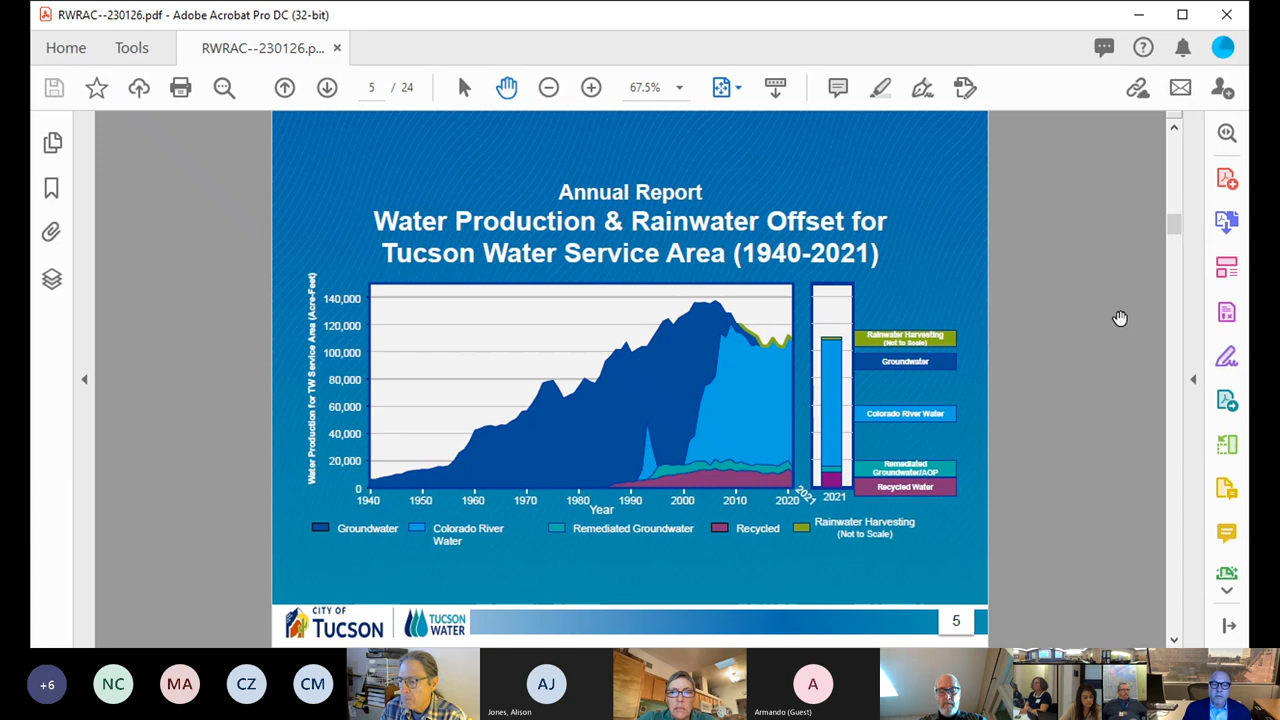 RWRAC--230126.pdf - Adobe Acrobat Pro DC (32-bit)
Home
Tools
RWRAC--230126.p...
5 / 24
67.5%
Annual Report
Water Production & Rainwater Offset for
Tucson Water Service Area (1940-2021)
Water Production for TW Service Area (Acre-Feet)
140,000
120,000
100,000
80,000
60,000
40,000
20,000
0
1940
1950
1960
1970
1980
1990
2000
2010
2020
2021
Year
2021
Rainwater Harvesting
(Not to Scale)
Groundwater
Colorado River Water
Remediated
Groundwater/AOP
Recycled Water
Groundwater
Colorado River
Water
Remediated Groundwater
Recycled
Rainwater Harvesting
(Not to Scale)
CITY OF
TUCSON
TUCSON
WATER
5
+6
NC
MA
CZ
CM
AJ
Jones, Alison
A
Armando (Guest)